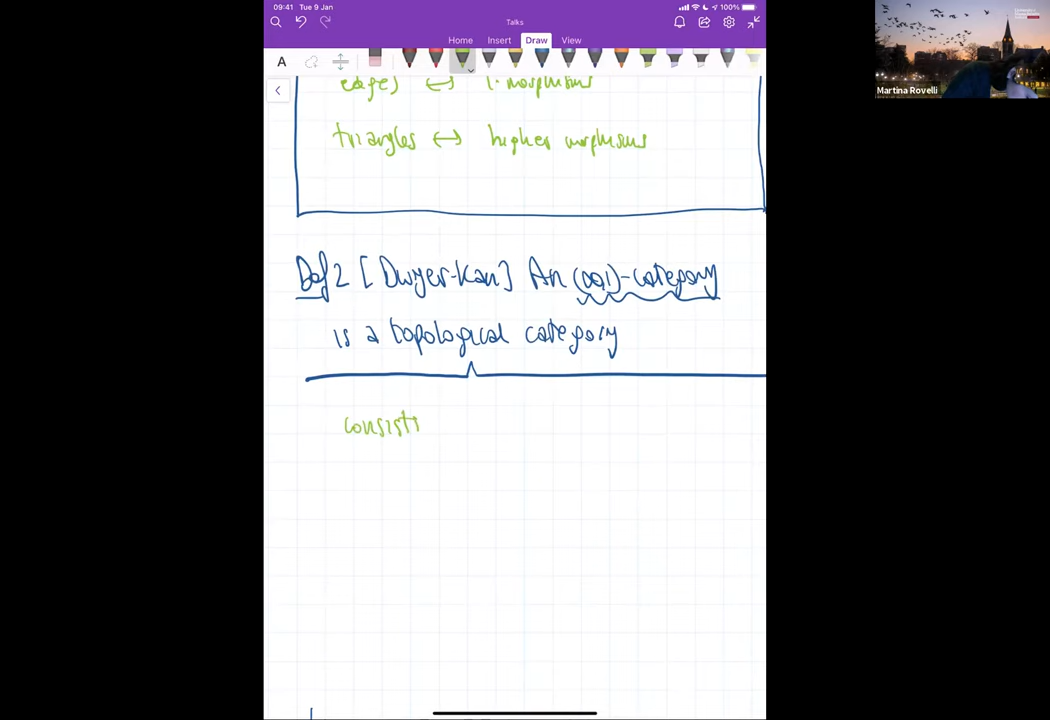 09:41 Tue 9 Jan
Talks
100%
Home Insert Draw View
A
edges ↔ 1-morphisms
triangles ↔ higher morphisms
Def 2 [Dwyer-Kan] An (∞,1)-category
is a topological category
consists
Martina Rovelli